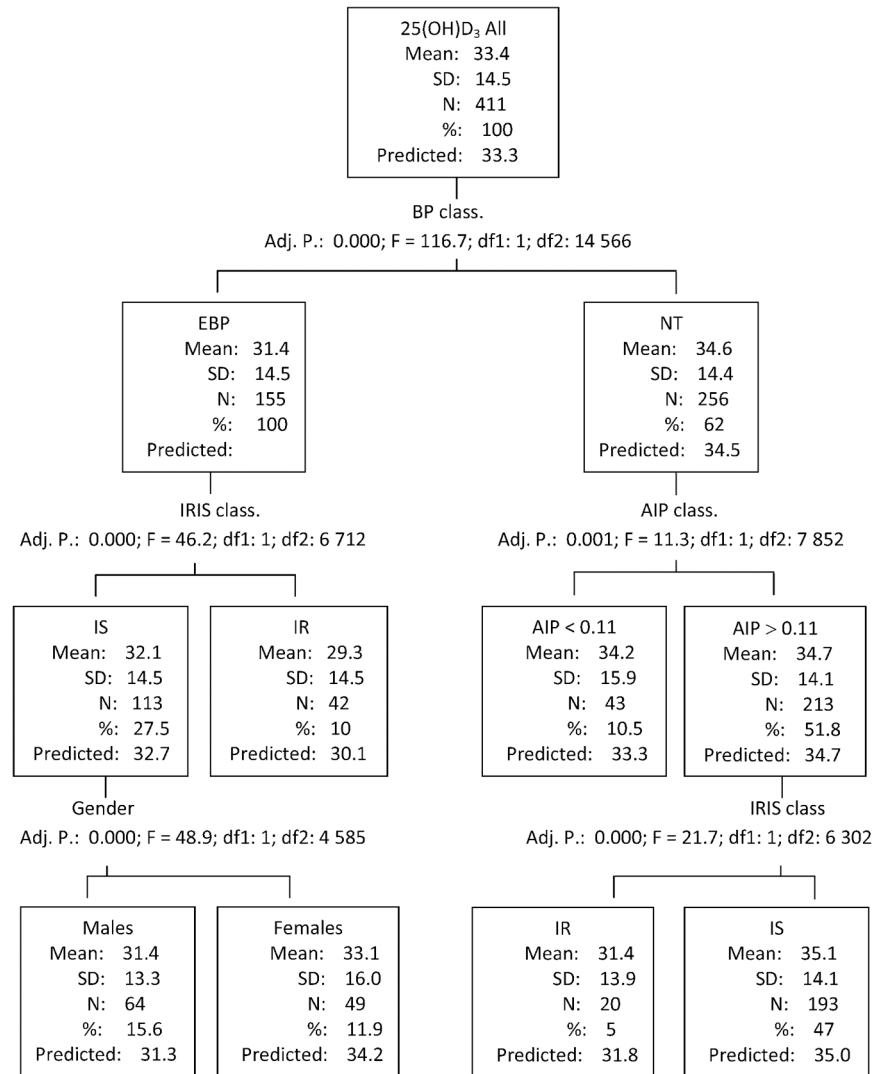 25(OH)D₃ All
Mean: 33.4
SD: 14.5
N: 411
%: 100
Predicted: 33.3
BP class.
Adj. P.: 0.000; F = 116.7; df1: 1; df2: 14 566
EBP
Mean: 31.4
SD: 14.5
N: 155
%: 100
Predicted:
NT
Mean: 34.6
SD: 14.4
N: 256
%: 62
Predicted: 34.5
IRIS class.
Adj. P.: 0.000; F = 46.2; df1: 1; df2: 6 712
AIP class.
Adj. P.: 0.001; F = 11.3; df1: 1; df2: 7 852
IS
Mean: 32.1
SD: 14.5
N: 113
%: 27.5
Predicted: 32.7
IR
Mean: 29.3
SD: 14.5
N: 42
%: 10
Predicted: 30.1
AIP < 0.11
Mean: 34.2
SD: 15.9
N: 43
%: 10.5
Predicted: 33.3
AIP > 0.11
Mean: 34.7
SD: 14.1
N: 213
%: 51.8
Predicted: 34.7
Gender
Adj. P.: 0.000; F = 48.9; df1: 1; df2: 4 585
IRIS class
Adj. P.: 0.000; F = 21.7; df1: 1; df2: 6 302
Males
Mean: 31.4
SD: 13.3
N: 64
%: 15.6
Predicted: 31.3
Females
Mean: 33.1
SD: 16.0
N: 49
%: 11.9
Predicted: 34.2
IR
Mean: 31.4
SD: 13.9
N: 20
%: 5
Predicted: 31.8
IS
Mean: 35.1
SD: 14.1
N: 193
%: 47
Predicted: 35.0